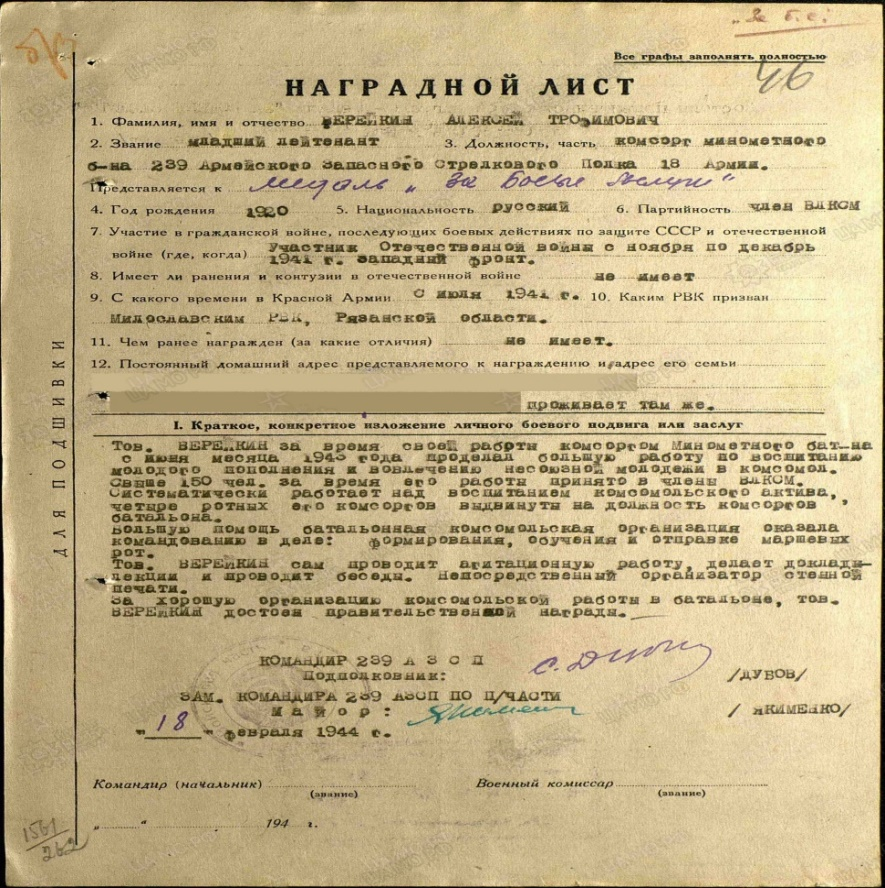 "За б.з."
б/з
Все графы заполнять полностью
46
НАГРАДНОЙ ЛИСТ
1. Фамилия, имя и отчество ВЕРЕЙКИН АЛЕКСЕЙ ТРОФИМОВИЧ
2. Звание младший лейтенант 3. Должность, часть комсорг минометного
б-на 239 Армейского Запасного Стрелкового Полка 18 Армии.
Представляется к медаль "За Боевые Заслуги"
4. Год рождения 1920 5. Национальность русский 6. Партийность член ВЛКСМ
7. Участие в гражданской войне, последующих боевых действиях по защите СССР и отечественной
войне (где, когда) Участник Отечественной войны с ноября по декабрь
1941 г. западный фронт.
8. Имеет ли ранения и контузии в отечественной войне не имеет
9. С какого времени в Красной Армии С июля 1941 г. 10. Каким РВК призван
Милославским РВК, Рязанской области.
11. Чем ранее награжден (за какие отличия) не имеет.
12. Постоянный домашний адрес представляемого к награждению и адрес его семьи
проживает там же.
I. Краткое, конкретное изложение личного боевого подвига или заслуг
Тов. ВЕРЕЙКИН за время своей работы комсоргом Минометного бат-на
с июня месяца 1943 года проделал большую работу по воспитанию
молодого пополнения и вовлечению несоюзной молодежи в комсомол.
Свыше 150 чел. за время его работы принято в члены ВЛКСМ.
Систематически работает над воспитанием комсомольского актива,
четыре ротных его комсоргов выдвинуты на должность комсоргов
батальона.
Большую помощь батальонная комсомольская организация оказала
командованию в деле: формирования, обучения и отправке маршевых
рот.
Тов. ВЕРЕЙКИН сам проводит агитационную работу, делает доклады-
лекции и проводит беседы. Непосредственный организатор стенной
печати.
За хорошую организацию комсомольской работы в батальоне, тов.
ВЕРЕЙКИН достоин правительственной награды.
КОМАНДИР 239 А З С П
Подполковник: /ДУБОВ/
ЗАМ. КОМАНДИРА 239 АЗСП ПО П/ЧАСТИ
М а й о р : /ЯКИМЕНКО/
"18" февраля 1944 г.
Командир (начальник) Военный комиссар
(звание) (звание)
" " 194 г.
ДЛЯ ПОДШИВКИ
1561/262